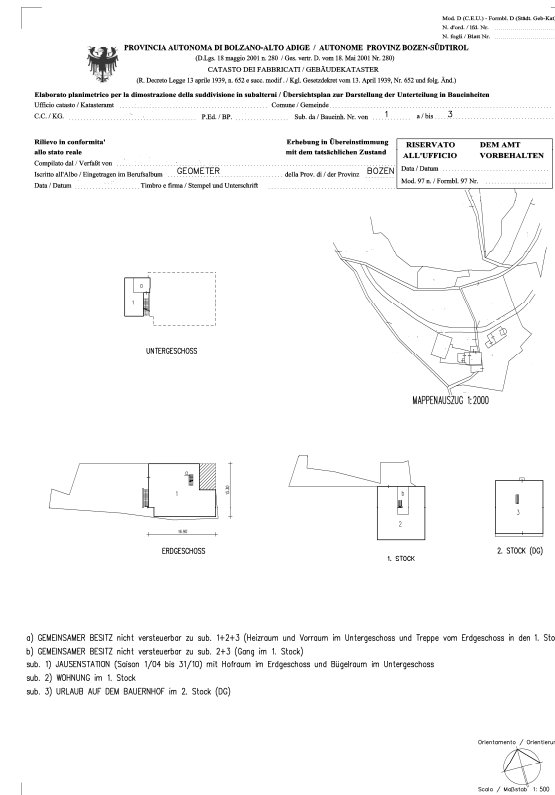 Mod. D (C.E.U.) - Formbl. D (Städt. Geb-Kat
N. d'ord. / lfd. Nr.
N. fogli / Blatt Nr.
PROVINCIA AUTONOMA DI BOLZANO-ALTO ADIGE / AUTONOME PROVINZ BOZEN-SÜDTIROL
(D.Lgs. 18 maggio 2001 n. 280 / Ges. vertr. D. vom 18. Mai 2001 Nr. 280)
CATASTO DEI FABBRICATI / GEBÄUDEKATASTER
(R. Decreto Legge 13 aprile 1939, n. 652 e succ. modif. / Kgl. Gesetzdekret vom 13. April 1939, Nr. 652 und folg. Änd.)
Elaborato planimetrico per la dimostrazione della suddivisione in subalterni / Übersichtsplan zur Darstellung der Unterteilung in Baueinheiten
Ufficio catasto / Katasteramt Comune / Gemeinde
C.C. / KG. P.Ed. / BP. Sub. da / Baueinh. Nr. von 1 a / bis 3
Rilievo in conformita' Erhebung in Übereinstimmung
allo stato reale mit dem tatsächlichen Zustand
Compilato dal / Verfaßt von
Iscritto all'Albo / Eingetragen im Berufsalbum GEOMETER della Prov. di / der Provinz BOZEN
Data / Datum Timbro e firma / Stempel und Unterschrift
RISERVATO DEM AMT
ALL'UFFICIO VORBEHALTEN
Data / Datum
Mod. 97 n. / Formbl. 97 Nr.
1
UNTERGESCHOSS
MAPPENAUSZUG 1:2000
1
ERDGESCHOSS
b
2
1. STOCK
3
2. STOCK (DG)
a) GEMEINSAMER BESITZ nicht versteuerbar zu sub. 1+2+3 (Heizraum und Vorraum im Untergeschoss und Treppe vom Erdgeschoss in den 1. Sto
b) GEMEINSAMER BESITZ nicht versteuerbar zu sub. 2+3 (Gang im 1. Stock)
sub. 1) JAUSENSTATION (Saison 1/04 bis 31/10) mit Hofraum im Erdgeschoss und Bügelraum im Untergeschoss
sub. 2) WOHNUNG im 1. Stock
sub. 3) URLAUB AUF DEM BAUERNHOF im 2. Stock (DG)
Orientamento / Orientierun
Scala / Maßstab 1: 500